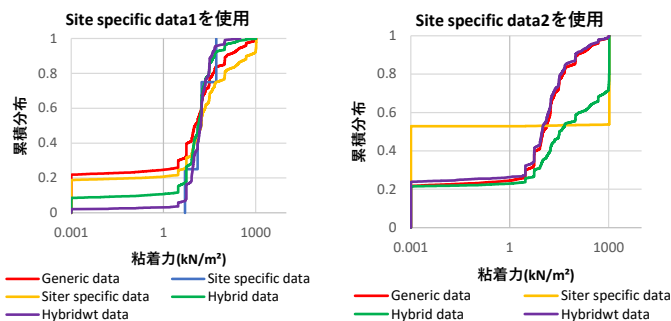 Site specific data1を使用
累積分布
1
0.8
0.6
0.4
0.2
0
0.001
1
1000
粘着力(kN/m²)
Generic data
Site specific data
Siter specific data
Hybrid data
Hybridwt data
Site specific data2を使用
累積分布
1
0.8
0.6
0.4
0.2
0
0.001
1
1000
粘着力(kN/m²)
Generic data
Siter specific data
Hybrid data
Hybridwt data